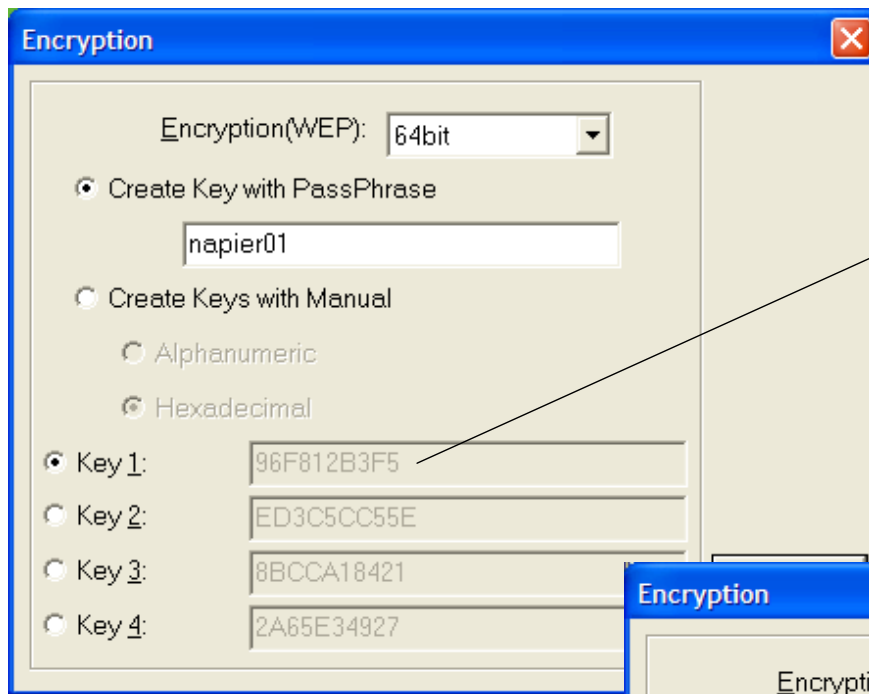 Encryption
Encryption(WEP): 64bit
Create Key with PassPhrase
napier01
Create Keys with Manual
Alphanumeric
Hexadecimal
Key 1: 96F812B3F5
Key 2: ED3C5CC55E
Key 3: 8BCCA18421
Key 4: 2A65E34927
Encryption
Encrypti